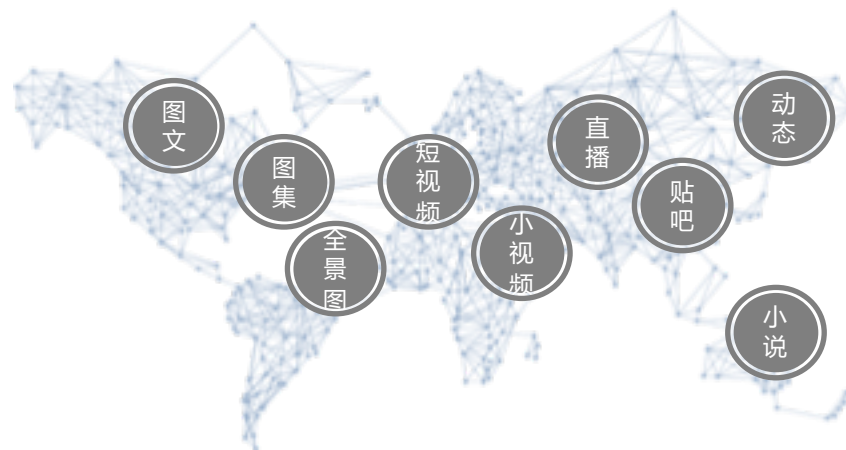 图
文
图
集
全
景
图
短
视
频
小
视
频
直
播
贴
吧
动
态
小
说